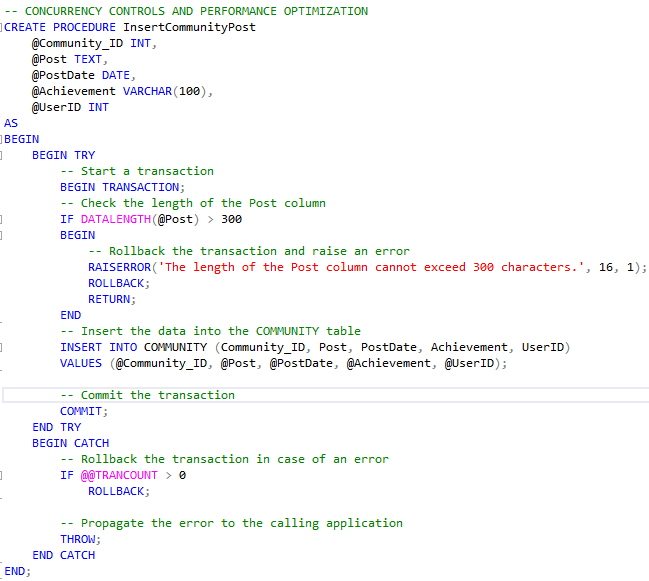 -- CONCURRENCY CONTROLS AND PERFORMANCE OPTIMIZATION
CREATE PROCEDURE InsertCommunityPost
    @Community_ID INT,
    @Post TEXT,
    @PostDate DATE,
    @Achievement VARCHAR(100),
    @UserID INT
AS
BEGIN
    BEGIN TRY
        -- Start a transaction
        BEGIN TRANSACTION;
        -- Check the length of the Post column
        IF DATALENGTH(@Post) > 300
        BEGIN
            -- Rollback the transaction and raise an error
            RAISERROR('The length of the Post column cannot exceed 300 characters.', 16, 1);
            ROLLBACK;
            RETURN;
        END
        -- Insert the data into the COMMUNITY table
        INSERT INTO COMMUNITY (Community_ID, Post, PostDate, Achievement, UserID)
        VALUES (@Community_ID, @Post, @PostDate, @Achievement, @UserID);

        -- Commit the transaction
        COMMIT;
    END TRY
    BEGIN CATCH
        -- Rollback the transaction in case of an error
        IF @@TRANCOUNT > 0
            ROLLBACK;

        -- Propagate the error to the calling application
        THROW;
    END CATCH
END;